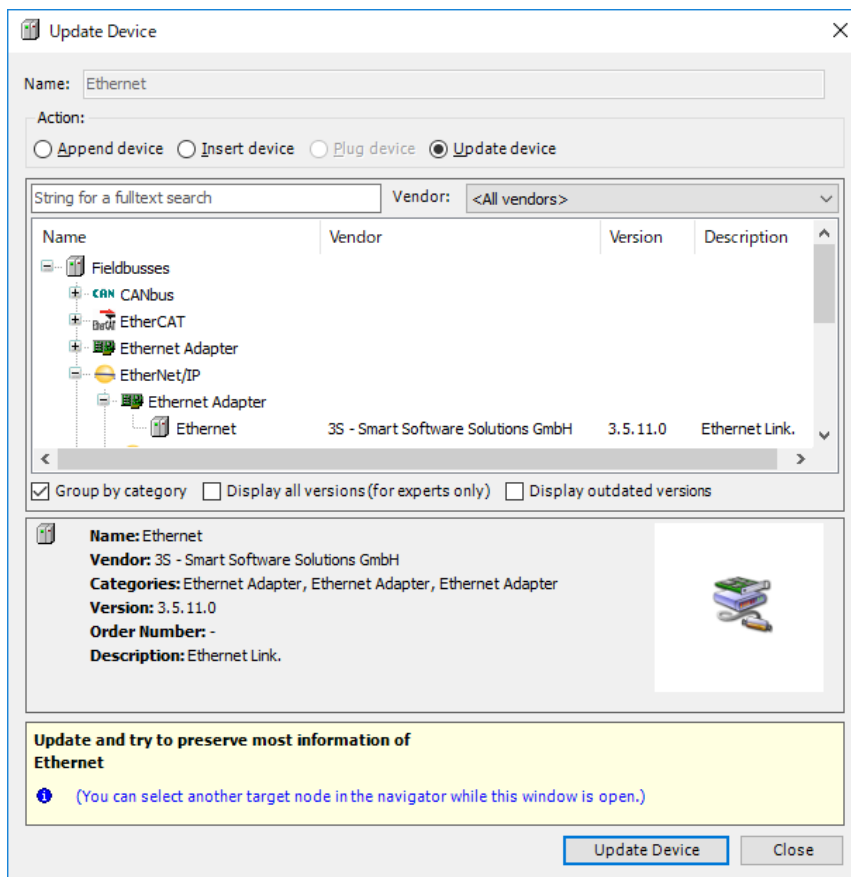 Update Device
Name: Ethernet
Action:
Append device Insert device Plug device Update device
String for a fulltext search Vendor: <All vendors>
Name Vendor Version Description
Fieldbusses
CAN CANbus
EtherCAT EtherCAT
Ethernet Adapter
EtherNet/IP
Ethernet Adapter
Ethernet 3S - Smart Software Solutions GmbH 3.5.11.0 Ethernet Link.
Group by category Display all versions (for experts only) Display outdated versions
Name: Ethernet
Vendor: 3S - Smart Software Solutions GmbH
Categories: Ethernet Adapter, Ethernet Adapter, Ethernet Adapter
Version: 3.5.11.0
Order Number: -
Description: Ethernet Link.
Update and try to preserve most information of
Ethernet
(You can select another target node in the navigator while this window is open.)
Update Device Close